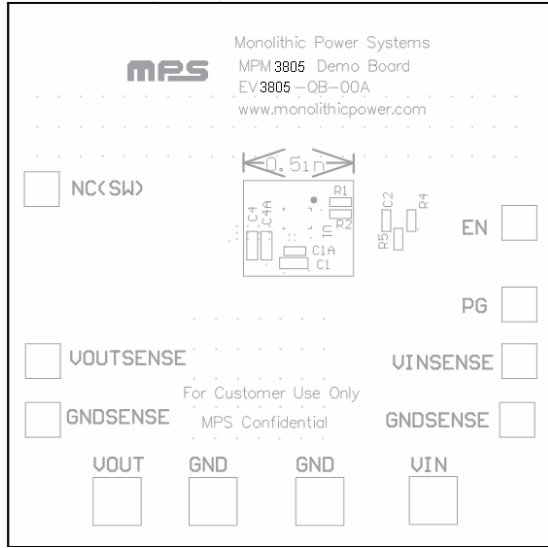 Monolithic Power Systems
mps
MPM3805 Demo Board
EV3805-QB-00A
www.monolithicpower.com
0.5in
NC(SW)
R1
R2
C4
C4A
U1
C1A
C1
C2
R4
R5
EN
PG
VOUTSENSE
VINSENSE
For Customer Use Only
GNDSENSE
MPS Confidential
GNDSENSE
VOUT
GND
GND
VIN